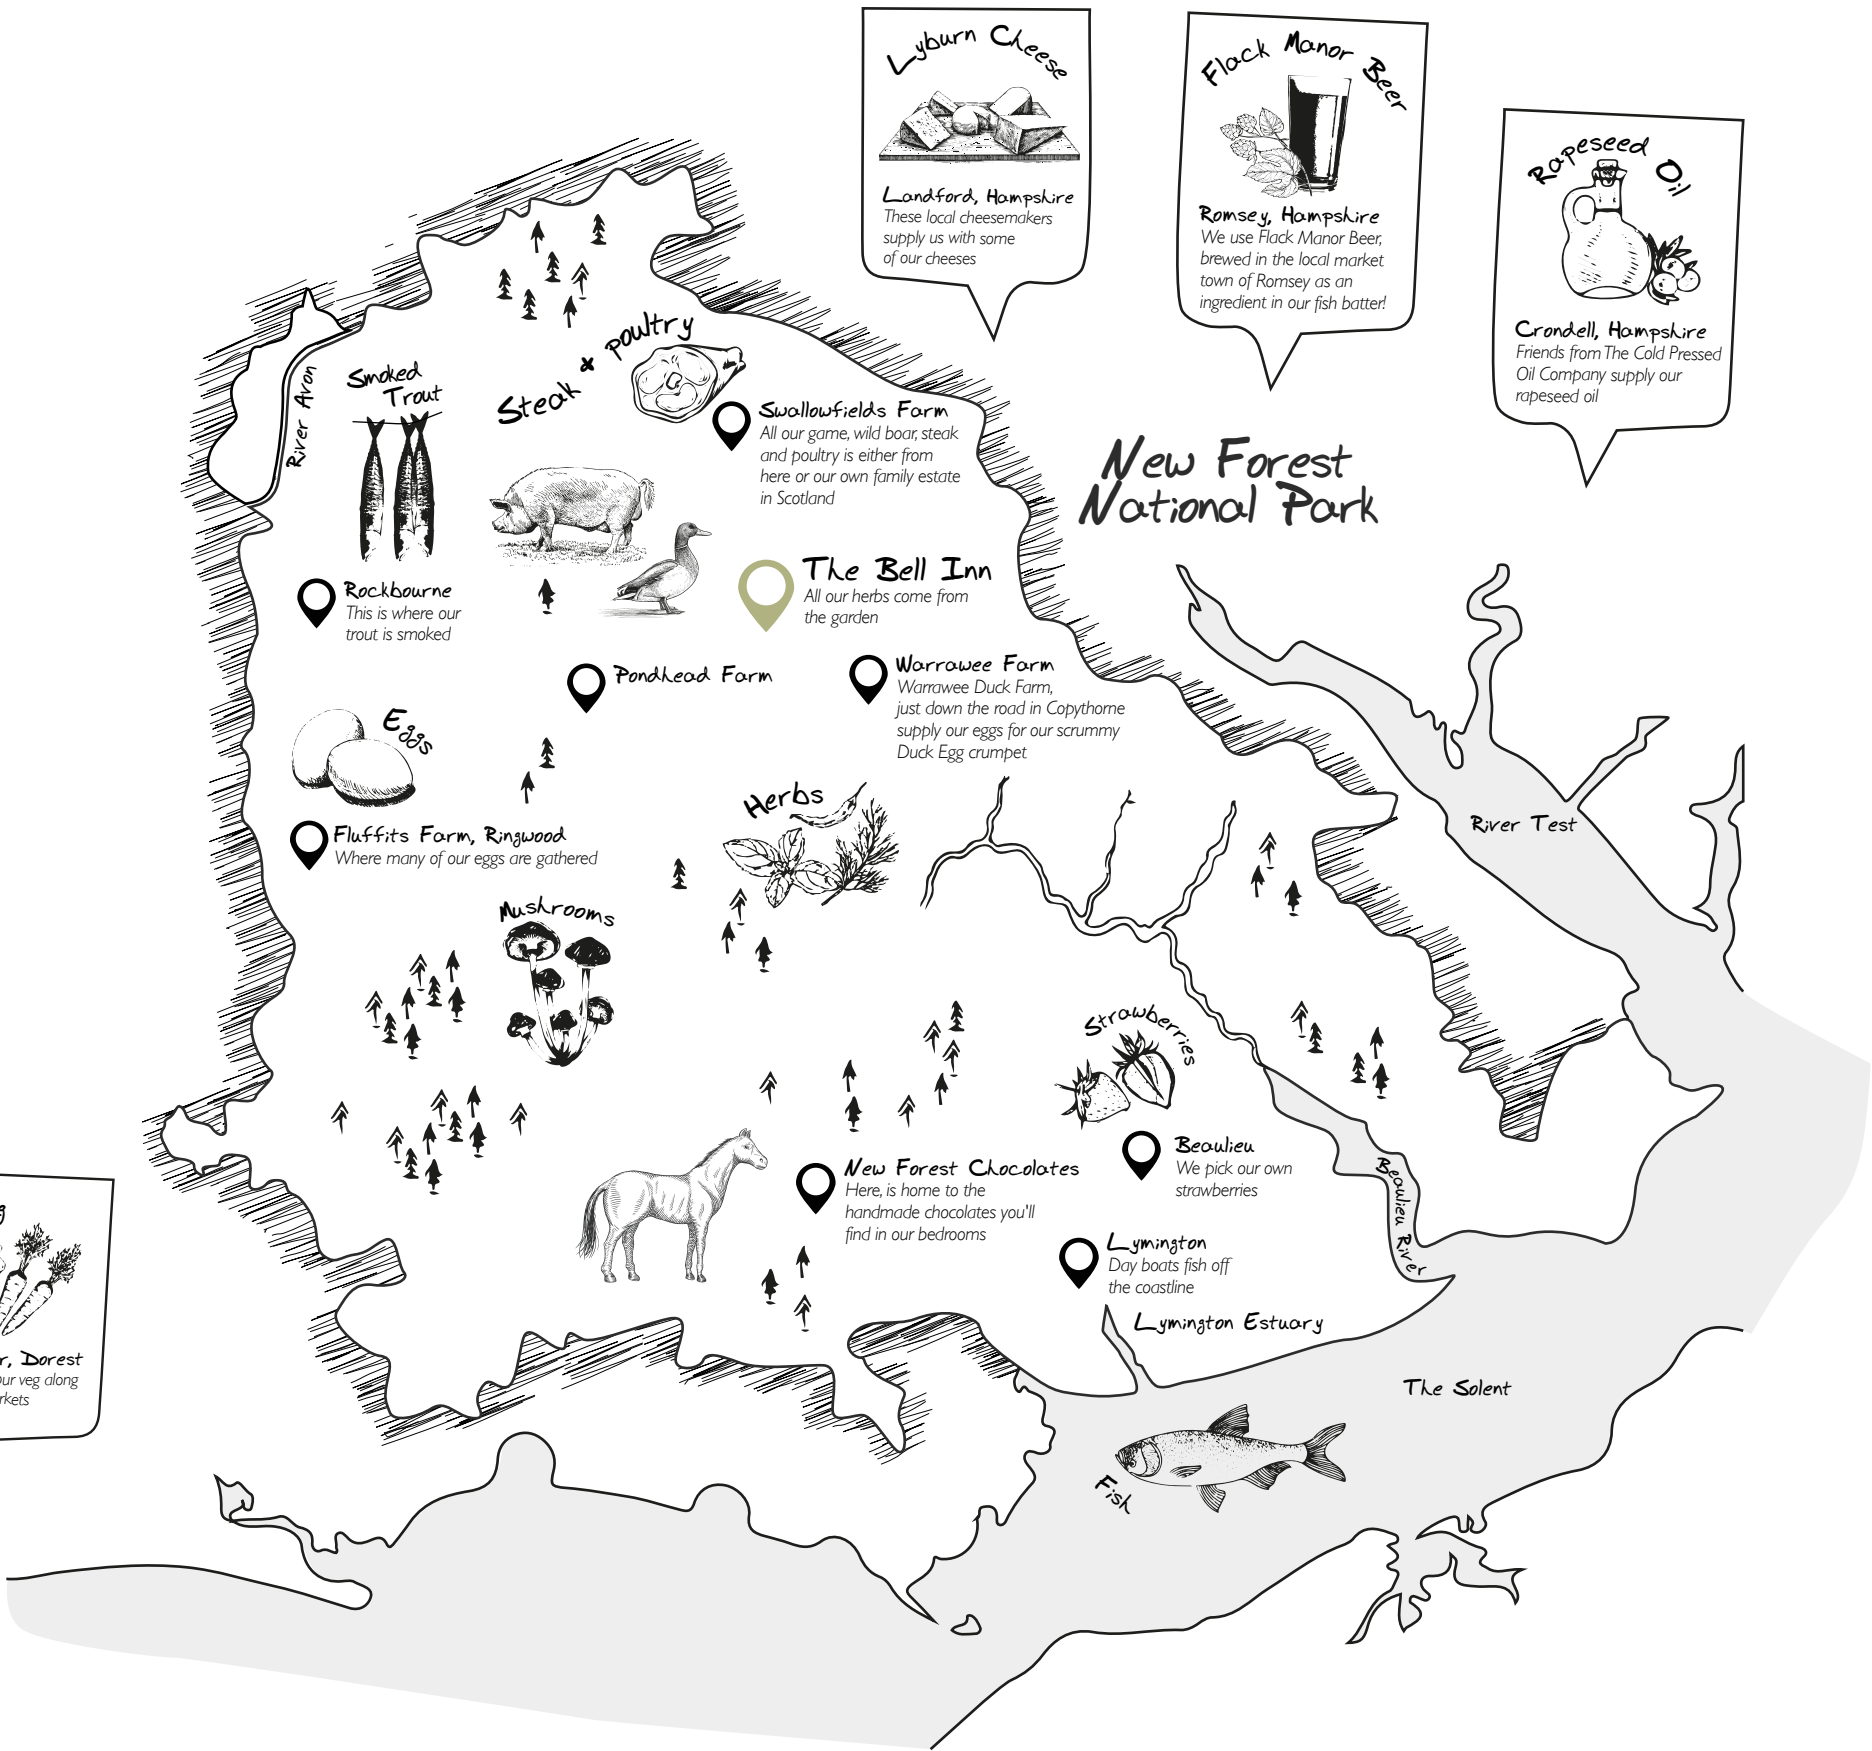 Lyburn Cheese
Landford, Hampshire
These local cheesemakers
supply us with some
of our cheeses
Flack Manor Beer
Romsey, Hampshire
We use Flack Manor Beer,
brewed in the local market
town of Romsey as an
ingredient in our fish batter!
Rapeseed Oil
Crondell, Hampshire
Friends from The Cold Pressed
Oil Company supply our
rapeseed oil
New Forest
National Park
River Avon
Smoked
Trout
Steak & poultry
Swallowfields Farm
All our game, wild boar, steak
and poultry is either from
here or our own family estate
in Scotland
Rockbourne
This is where our
trout is smoked
The Bell Inn
All our herbs come from
the garden
Pondhead Farm
Warrawee Farm
Warrawee Duck Farm,
just down the road in Copythorne
supply our eggs for our scrummy
Duck Egg crumpet
Eggs
Fluffits Farm, Ringwood
Where many of our eggs are gathered
Herbs
River Test
Mushrooms
Strawberries
Beaulieu
We pick our own
strawberries
Beaulieu River
New Forest Chocolates
Here, is home to the
handmade chocolates you'll
find in our bedrooms
Lymington
Day boats fish off
the coastline
Lymington Estuary
The Solent
Fish
Dorest
veg along